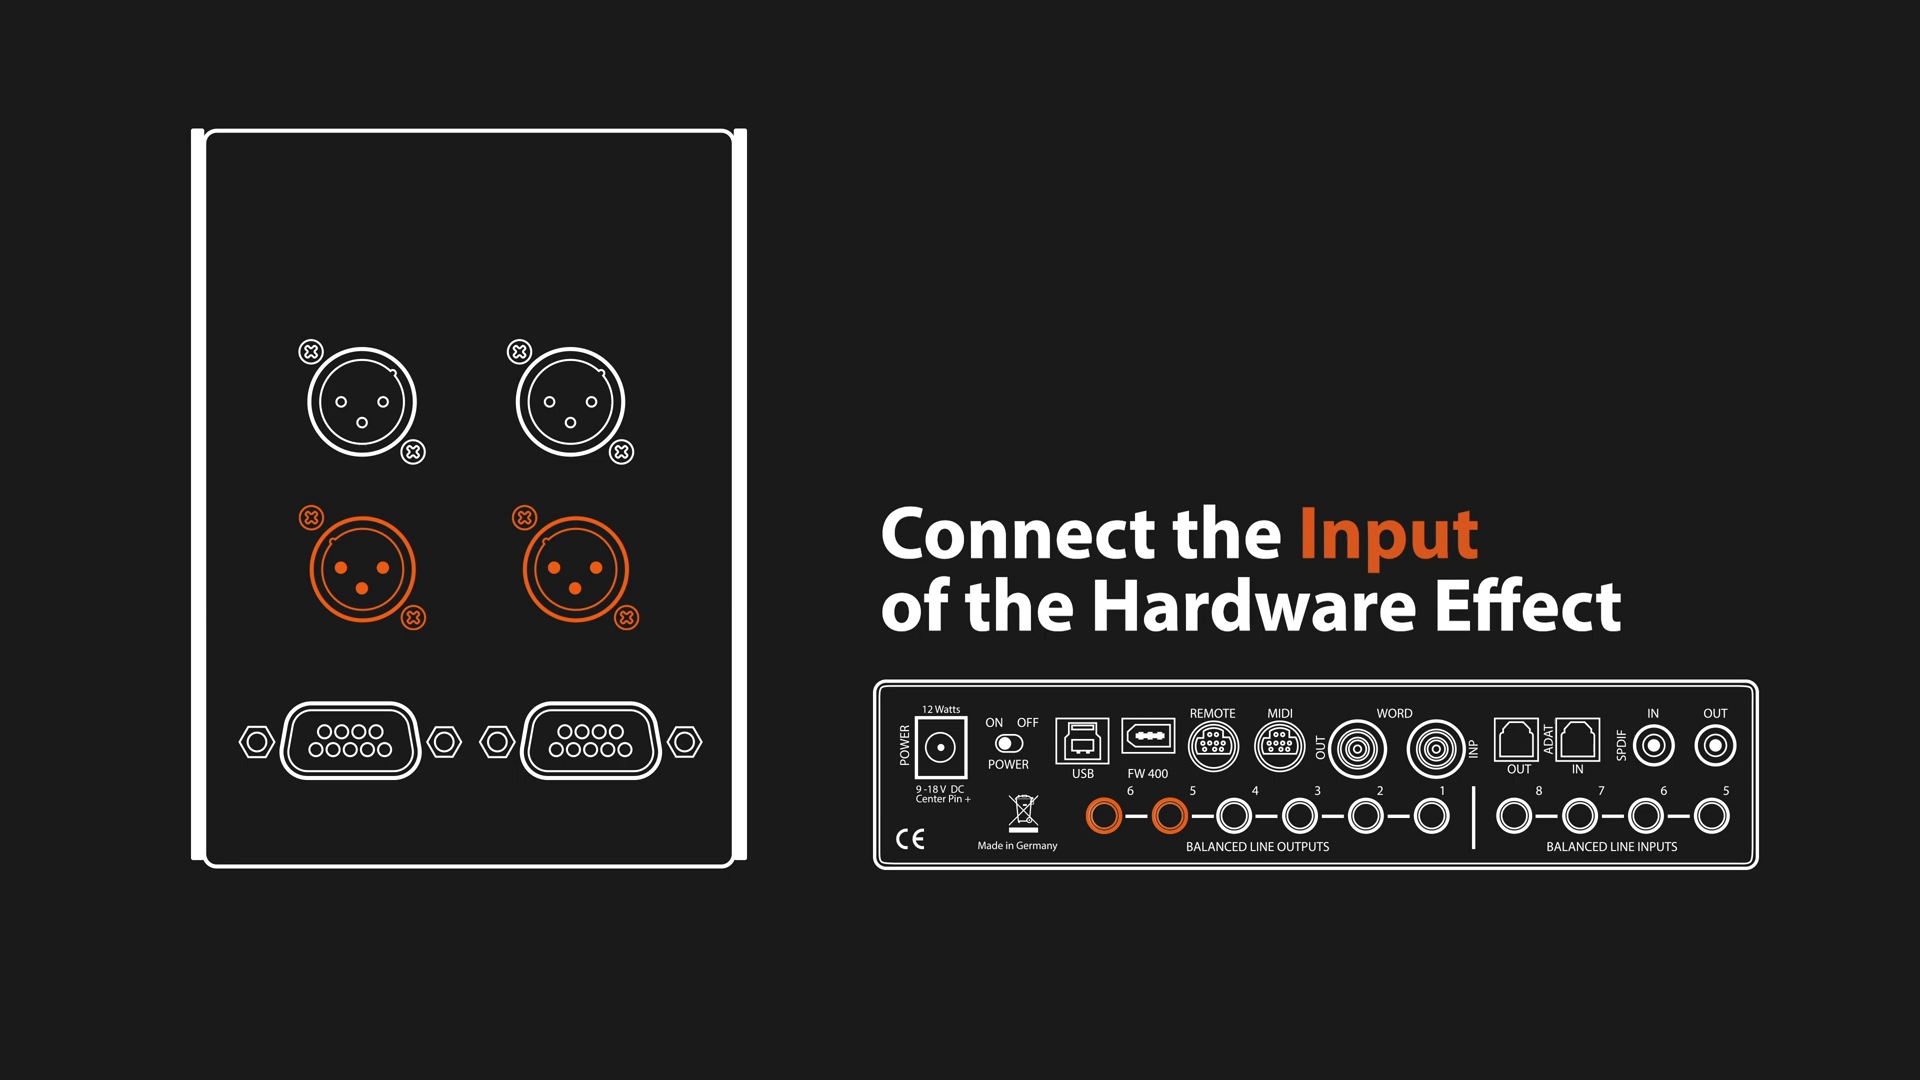 Connect the Input
of the Hardware Effect
12 Watts
POWER
9 -18 V DC
Center Pin +
ON OFF
POWER
USB
FW 400
REMOTE
MIDI
WORD
OUT
INP
OUT
ADAT
IN
SPDIF
IN
OUT
6 5 4 3 2 1
8 7 6 5
CE
Made in Germany
BALANCED LINE OUTPUTS
BALANCED LINE INPUTS